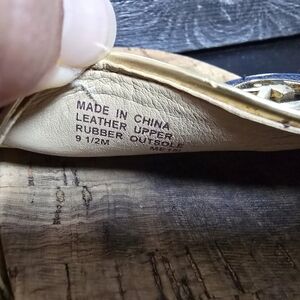 MADE IN CHINA
LEATHER UPPER
RUBBER OUTSOLE
9 1/2M